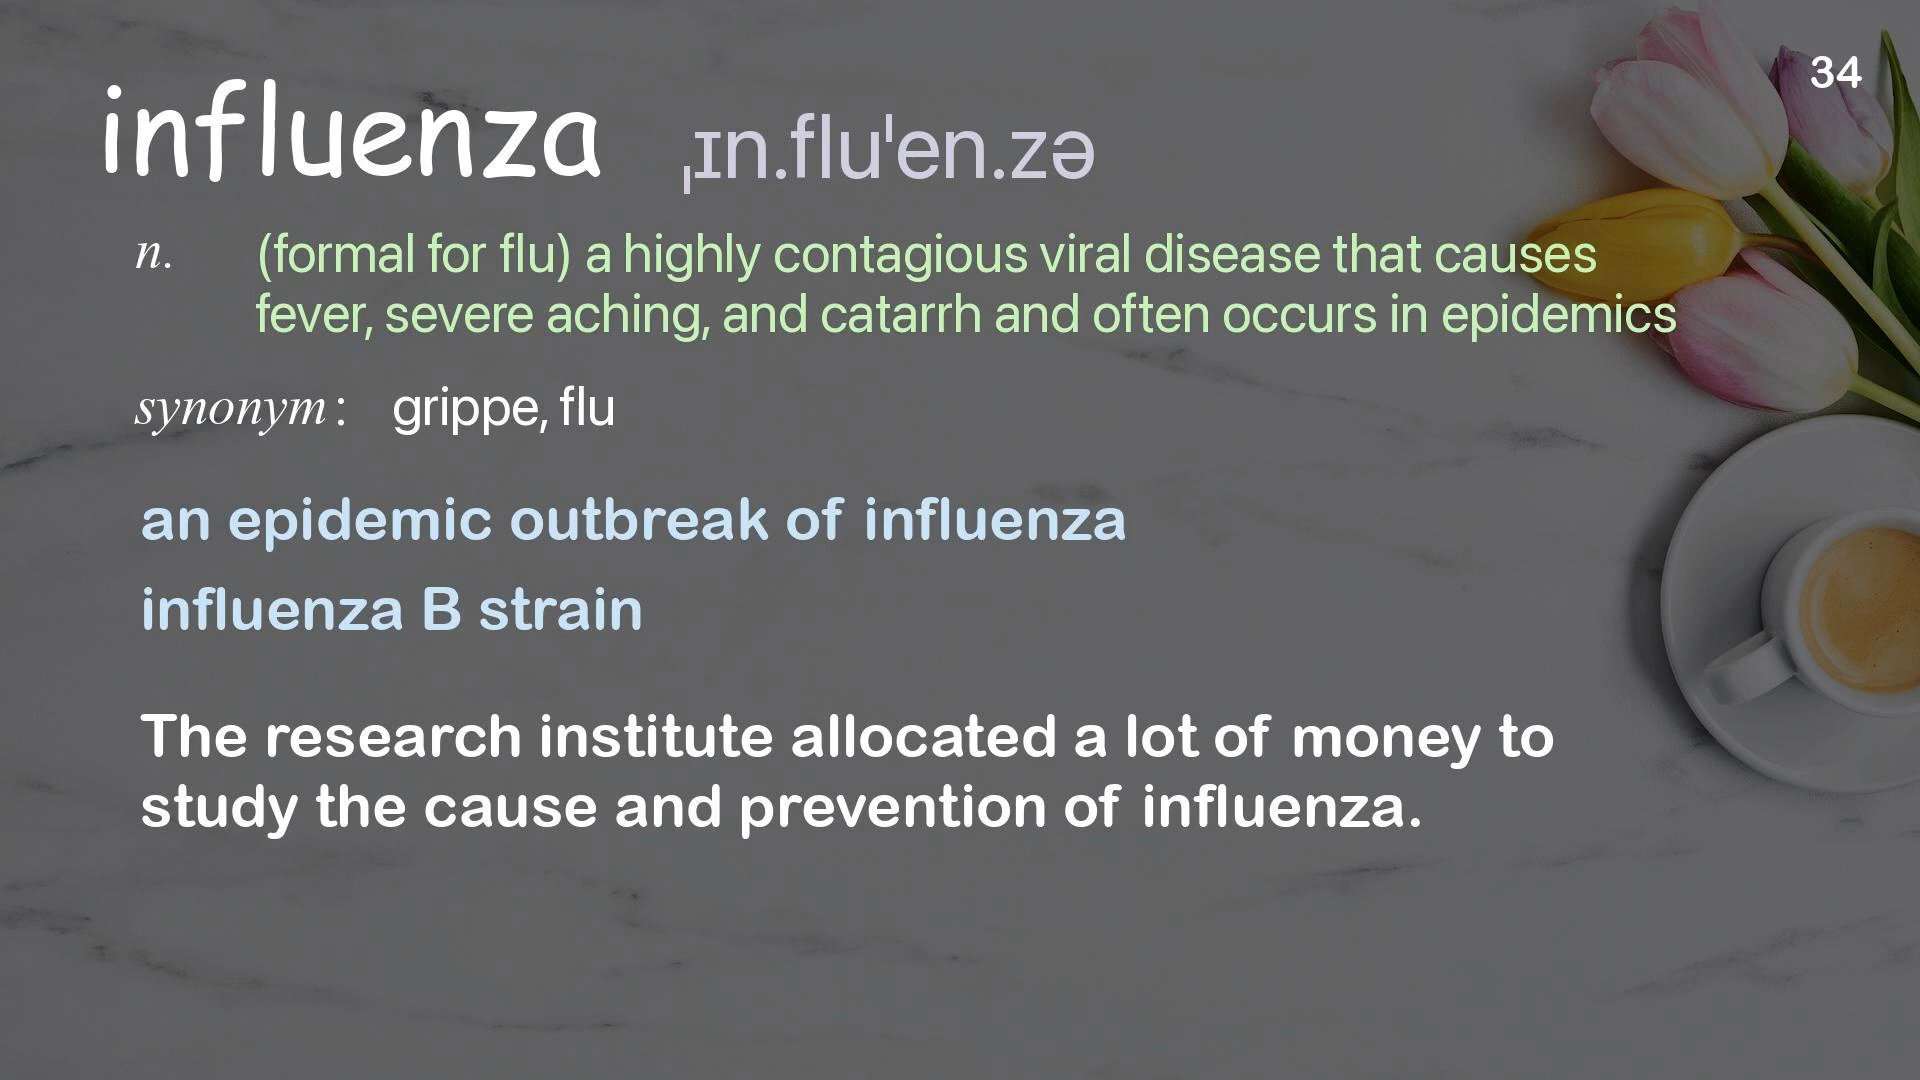 34
influenza ˌɪn.fluˈen.zə
n. (formal for flu) a highly contagious viral disease that causes
fever, severe aching, and catarrh and often occurs in epidemics
synonym : grippe, flu
an epidemic outbreak of influenza
influenza B strain
The research institute allocated a lot of money to
study the cause and prevention of influenza.